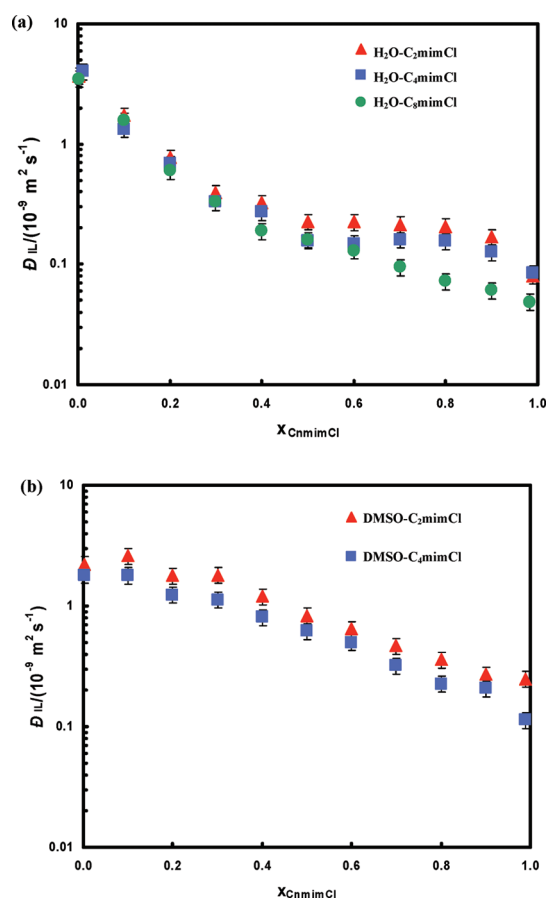 (a)
10
1
0.1
0.01
Đ IL/(10⁻⁹ m² s⁻¹)
H₂O-C₂mimCl
H₂O-C₄mimCl
H₂O-C₈mimCl
0.0 0.2 0.4 0.6 0.8 1.0
xCnmimCl
(b)
10
1
0.1
0.01
Đ IL/(10⁻⁹ m² s⁻¹)
DMSO-C₂mimCl
DMSO-C₄mimCl
0.0 0.2 0.4 0.6 0.8 1.0
xCnmimCl